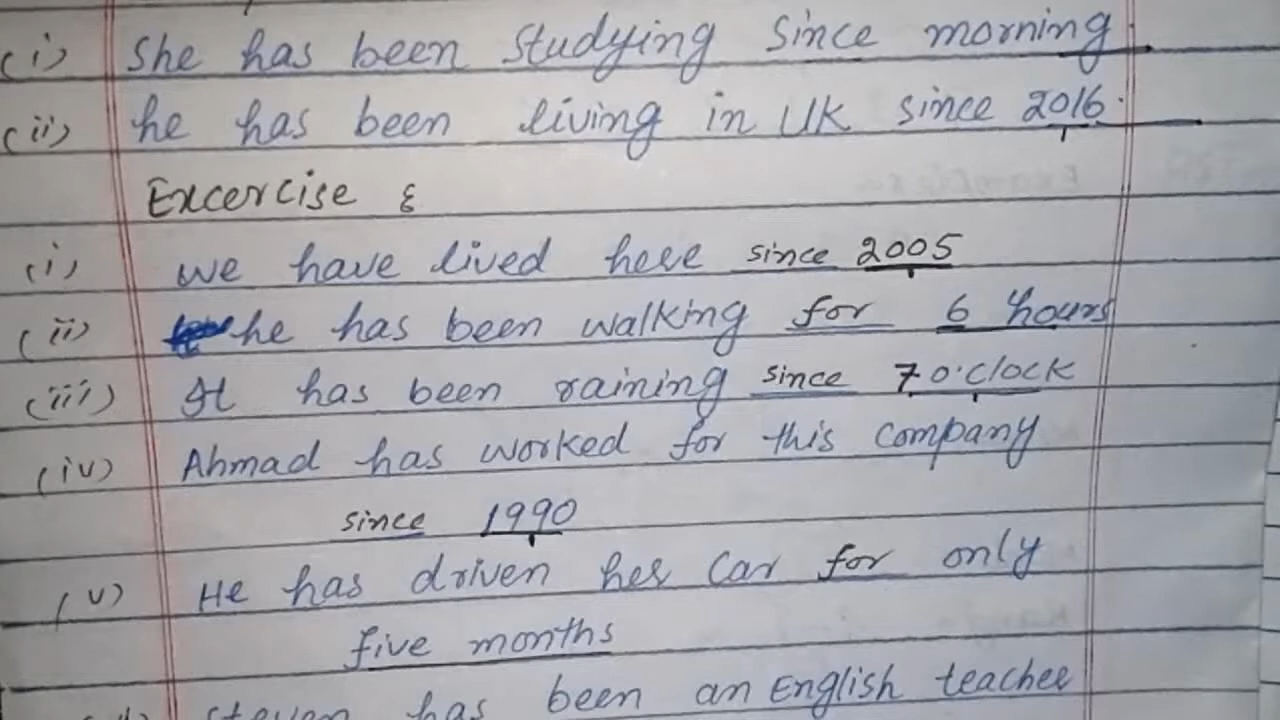 (i) She has been studying since morning.
(ii) he has been living in UK since 2016.
Excercise :
(i) we have lived here since 2005
(ii) he has been walking for 6 hours
(iii) It has been raining since 7 o'clock
(iv) Ahmad has worked for this company
since 1990
(v) He has driven her car for only
five months
steven has been an English teacher